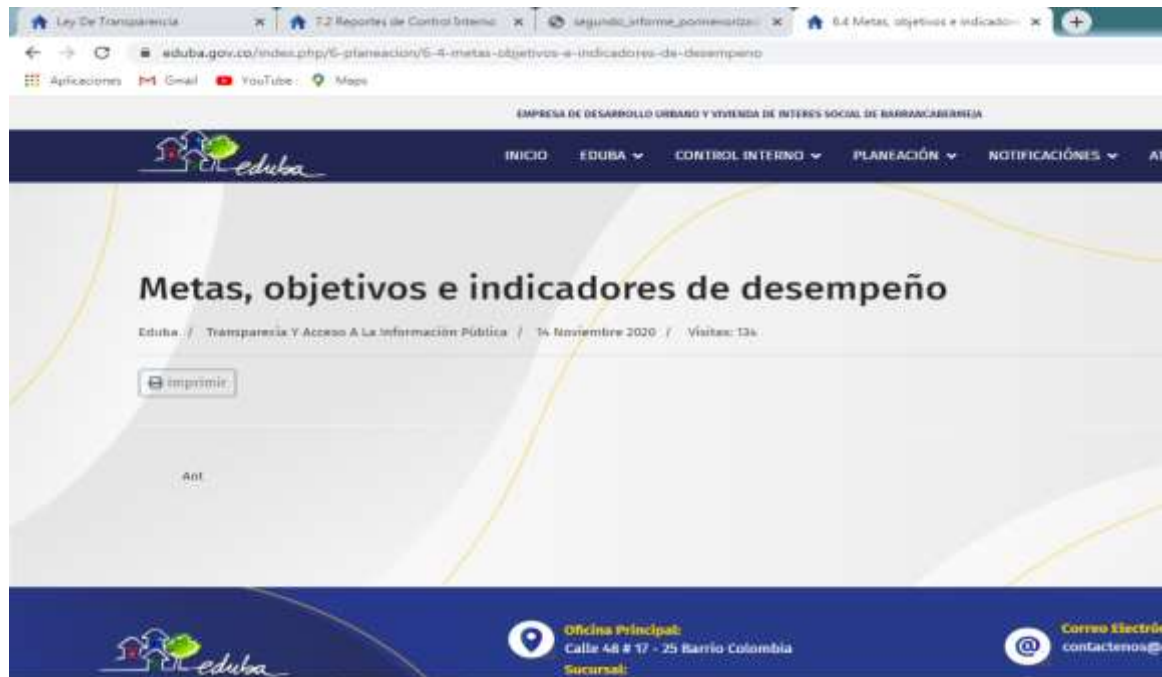 Ley De Transparencia
7.2 Reportes de Control Interno
segundo_informe_pormenorizad
6.4 Metas, objetivos e indicador
eduba.gov.co/index.php/6-planeacion/6-4-metas-objetivos-e-indicadores-de-desempeno
Aplicaciones Gmail YouTube Maps
EMPRESA DE DESARROLLO URBANO Y VIVIENDA DE INTERES SOCIAL DE BARRANCABERMEJA
eduba
INICIO EDUBA CONTROL INTERNO PLANEACIÓN NOTIFICACIÓNES AT
Metas, objetivos e indicadores de desempeño
Eduba / Transparecia Y Acceso A La Información Pública / 14 Noviembre 2020 / Visitas: 134
Imprimir
Ant
eduba
Oficina Principal:
Calle 48 # 17 - 25 Barrio Colombia
Sucursal:
Correo Electró
contactenos@